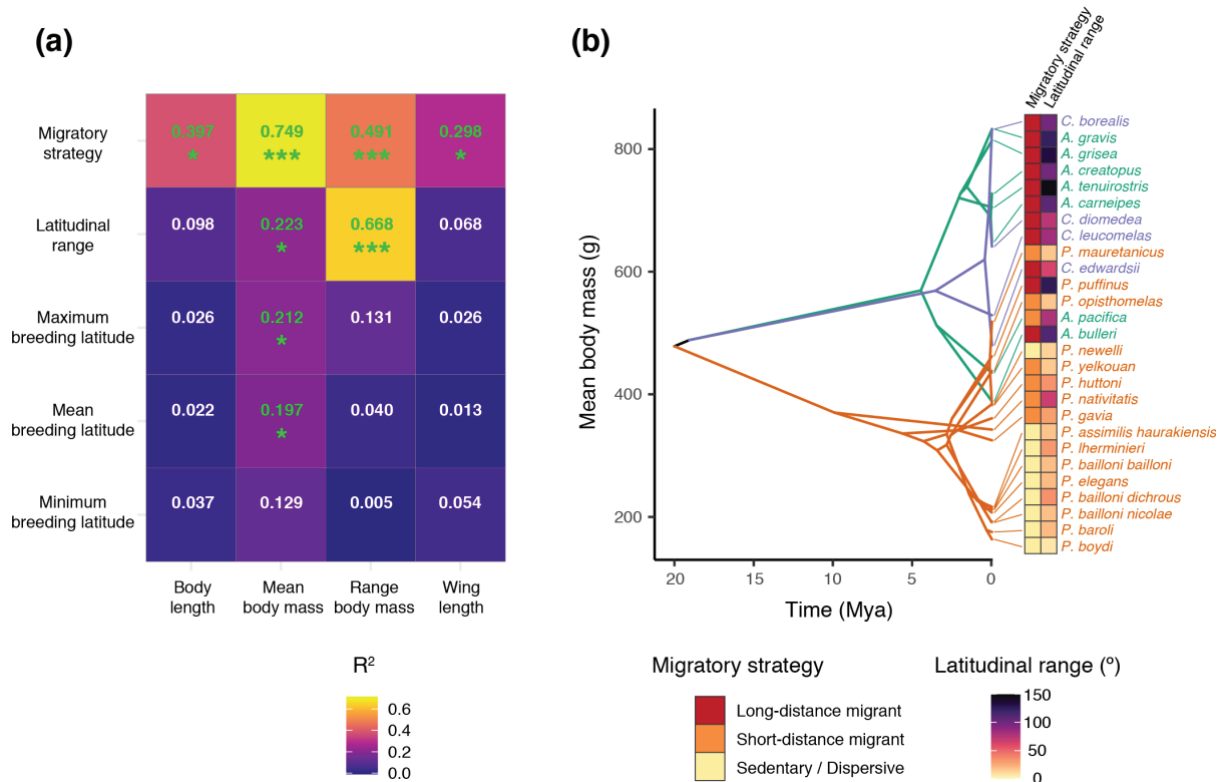 (a)
Migratory
strategy
0.397
*
0.749
***
0.491
***
0.298
*
Latitudinal
range
0.098
0.223
*
0.668
***
0.068
Maximum
breeding latitude
0.026
0.212
*
0.131
0.026
Mean
breeding latitude
0.022
0.197
*
0.040
0.013
Minimum
breeding latitude
0.037
0.129
0.005
0.054
Body
length
Mean
body mass
Range
body mass
Wing
length
R²
0.6
0.4
0.2
0.0
(b)
Migratory strategy
Latitudinal range
Mean body mass (g)
800
600
400
200
20
15
10
5
0
Time (Mya)
C. borealis
A. gravis
A. grisea
A. creatopus
A. tenuirostris
A. carneipes
C. diomedea
C. leucomelas
P. mauretanicus
C. edwardsii
P. puffinus
P. opisthomelas
A. pacifica
A. bulleri
P. newelli
P. yelkouan
P. huttoni
P. nativitatis
P. gavia
P. assimilis haurakiensis
P. lherminieri
P. bailloni bailloni
P. elegans
P. bailloni dichrous
P. bailloni nicolae
P. baroli
P. boydi
Migratory strategy
Long-distance migrant
Short-distance migrant
Sedentary / Dispersive
Latitudinal range (º)
150
100
50
0